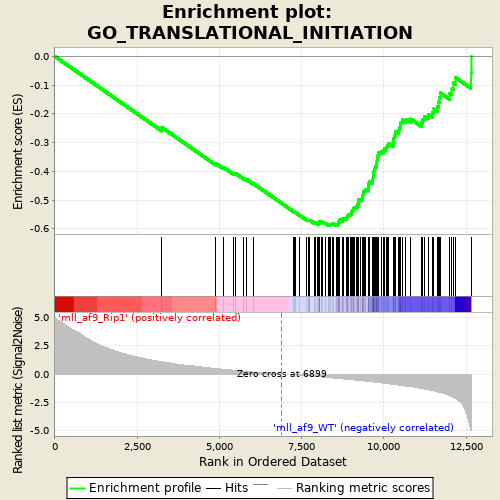 Enrichment plot:
GO_TRANSLATIONAL_INITIATION
Enrichment score (ES)
0.0
-0.1
-0.2
-0.3
-0.4
-0.5
-0.6
Ranked list metric (Signal2Noise)
5.0
2.5
0.0
-2.5
-5.0
'mll_af9_Rip1' (positively correlated)
Zero cross at 6899
'mll_af9_WT' (negatively correlated)
0
2,500
5,000
7,500
10,000
12,500
Rank in Ordered Dataset
Enrichment profile
Hits
Ranking metric scores